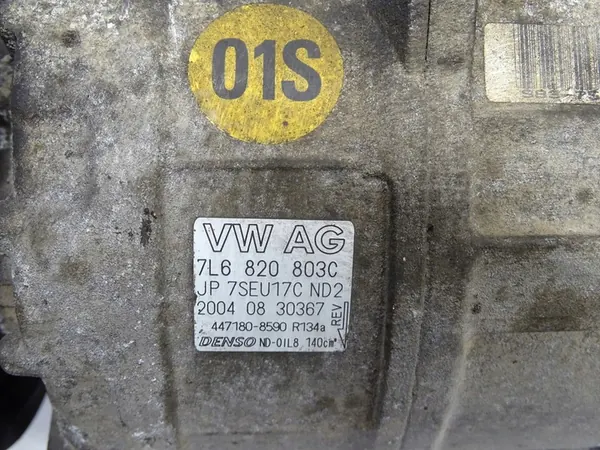 01S
VW AG
7L6 820 803C
JP 7SEU17C ND2
2004 08 30367
REV
447180-8590 R134a
DENSO ND-OIL8 140cm³